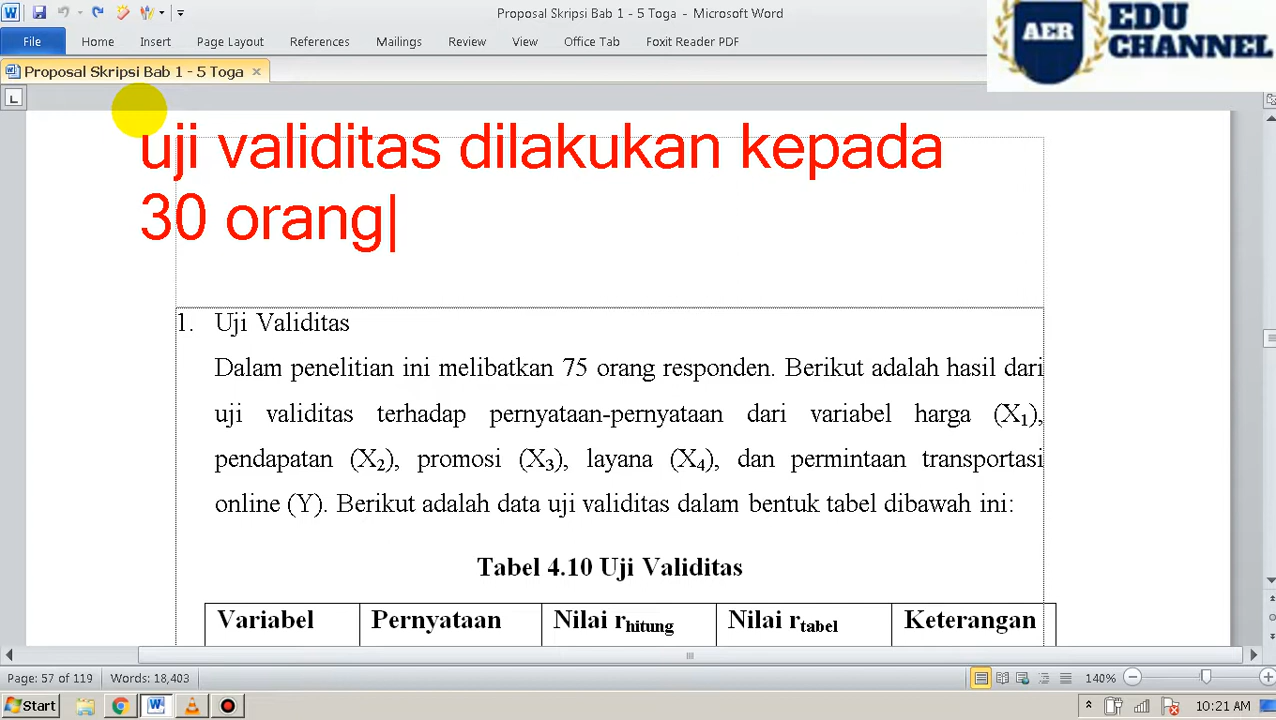 Proposal Skripsi Bab 1 - 5 Toga - Microsoft Word
File Home Insert Page Layout References Mailings Review View Office Tab Foxit Reader PDF
AER EDU CHANNEL
Proposal Skripsi Bab 1 - 5 Toga
uji validitas dilakukan kepada
30 orang
1. Uji Validitas
Dalam penelitian ini melibatkan 75 orang responden. Berikut adalah hasil dari
uji validitas terhadap pernyataan-pernyataan dari variabel harga (X₁),
pendapatan (X₂), promosi (X₃), layana (X₄), dan permintaan transportasi
online (Y). Berikut adalah data uji validitas dalam bentuk tabel dibawah ini:
Tabel 4.10 Uji Validitas
Variabel Pernyataan Nilai rhitung Nilai rtabel Keterangan
Page: 57 of 119 Words: 18,403 140%
Start 10:21 AM